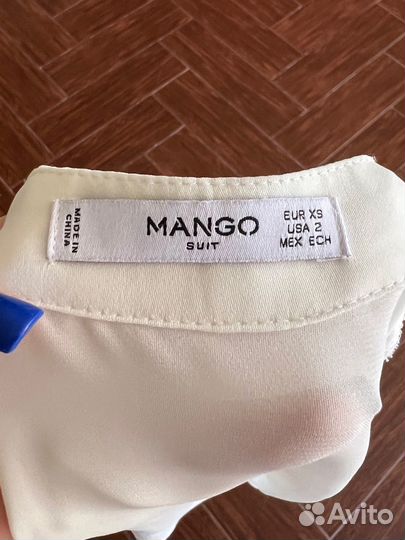 MADE IN
CHINA
MANGO
SUIT
EUR XS
USA 2
MEX ECH
Avito